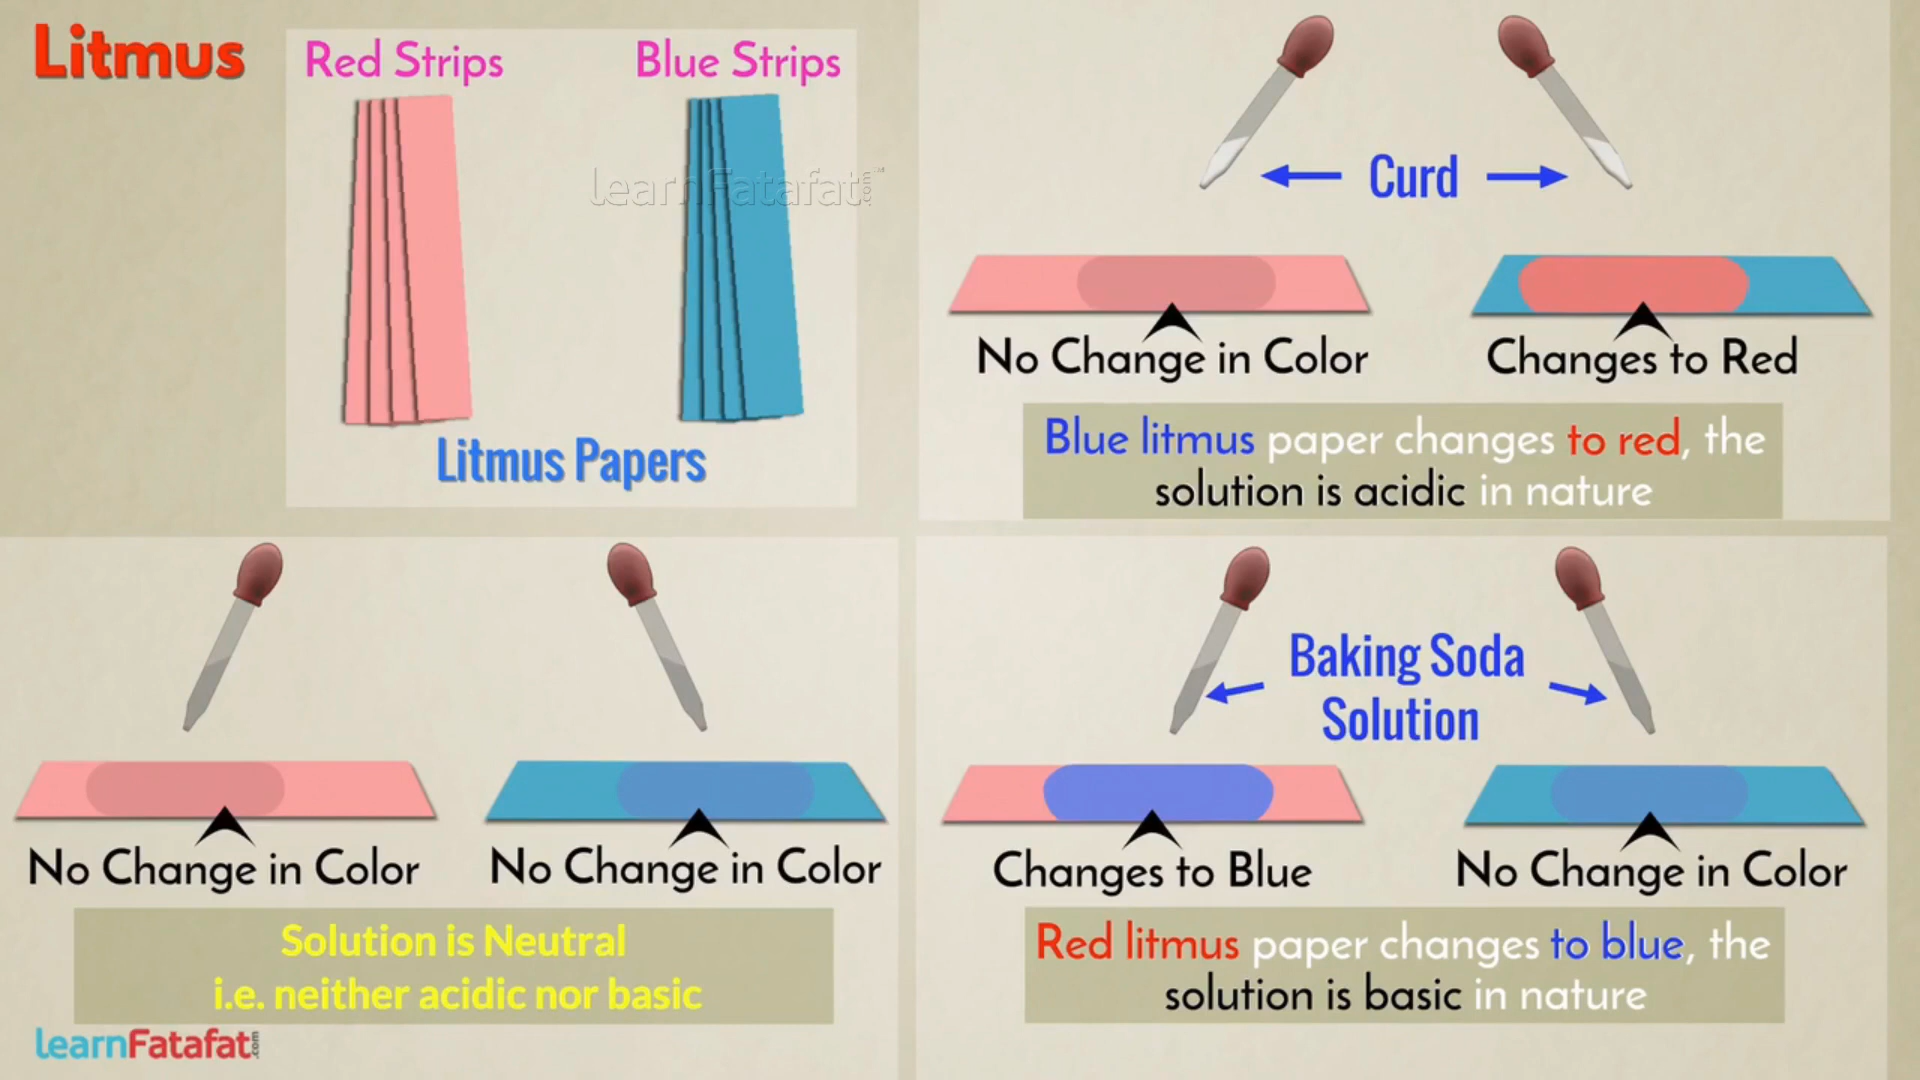 Litmus
Red Strips
Blue Strips
learnFatafat.com™
Litmus Papers
Curd
No Change in Color
Changes to Red
Blue litmus paper changes to red, the
solution is acidic in nature
No Change in Color
No Change in Color
Solution is Neutral
i.e. neither acidic nor basic
learnFatafat.com
Baking Soda
Solution
Changes to Blue
No Change in Color
Red litmus paper changes to blue, the
solution is basic in nature